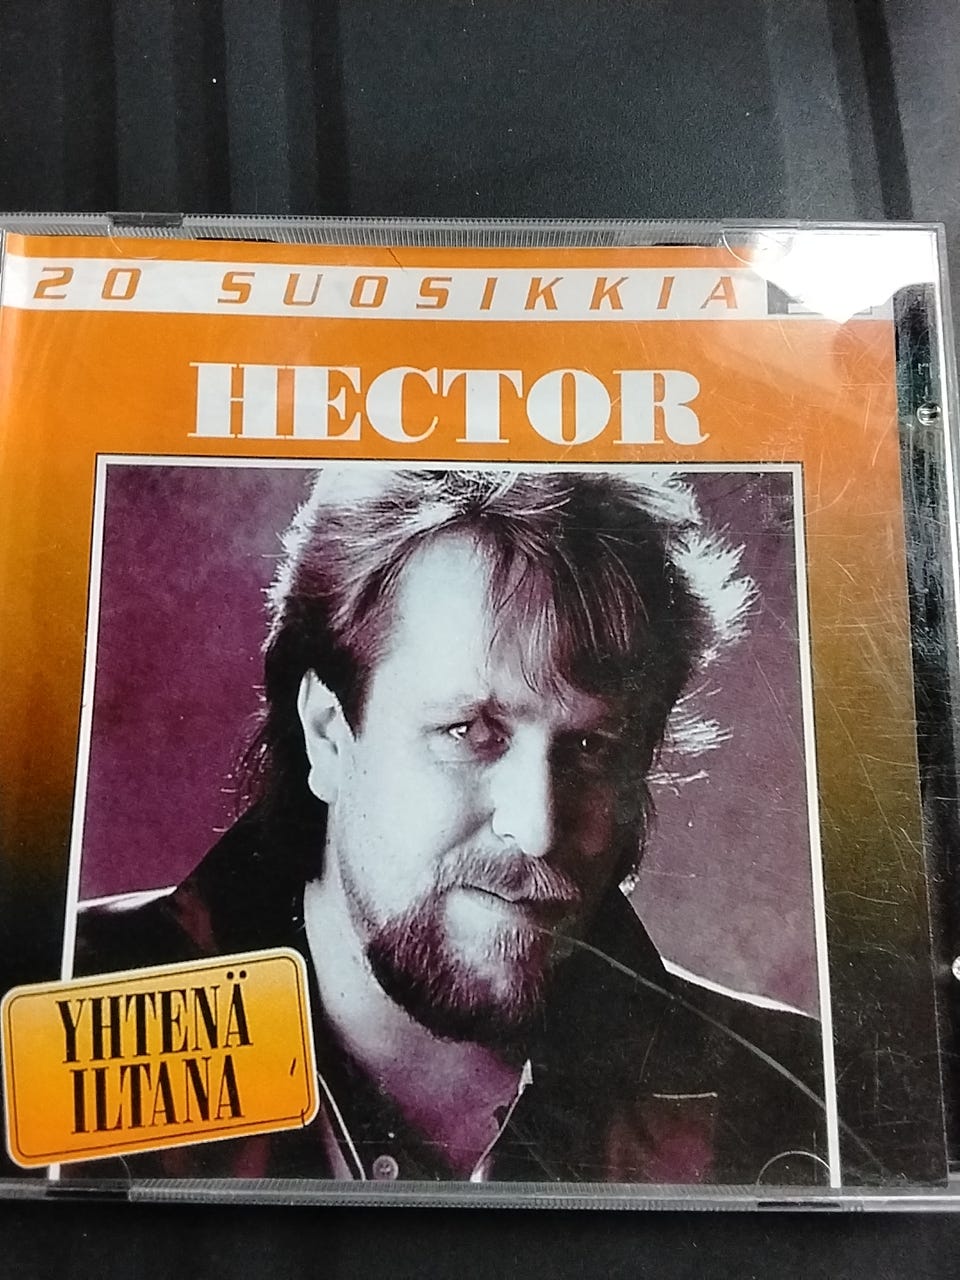 20 SUOSIKKIA
HECTOR
YHTENÄ
ILTANA